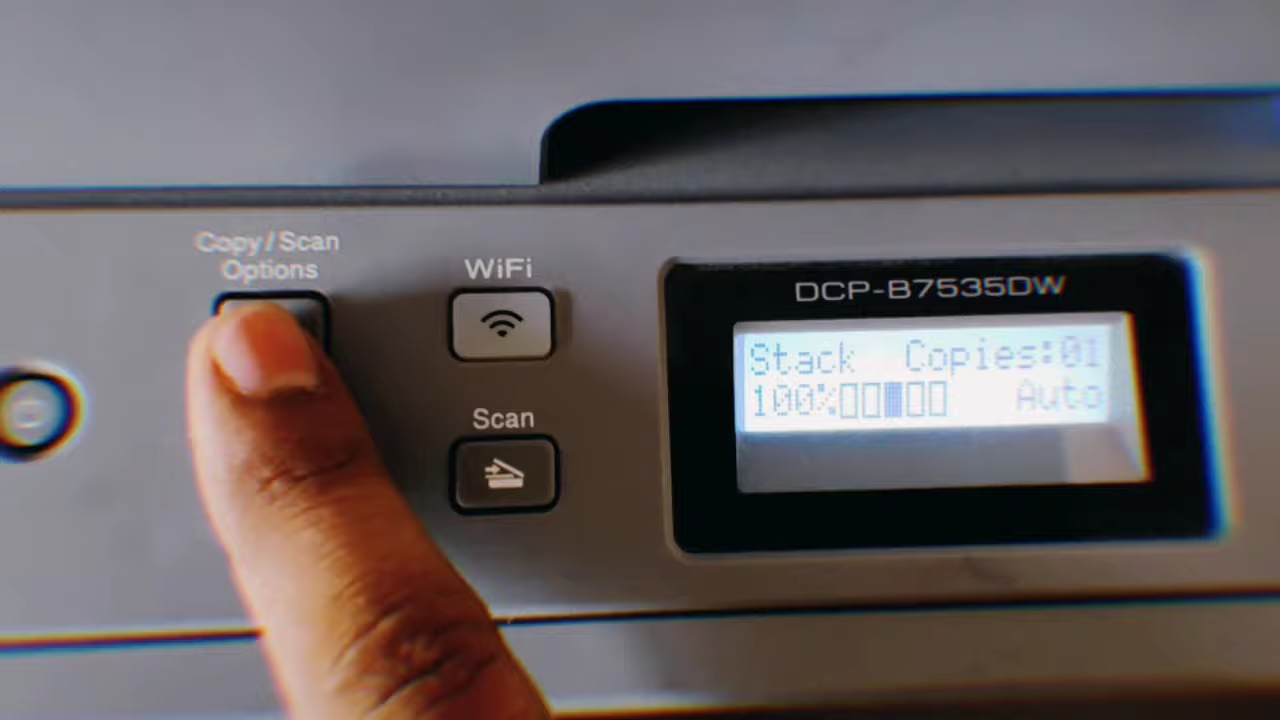 Copy / Scan
Options
WiFi
Scan
DCP-B7535DW
Stack Copies:01
100% Auto